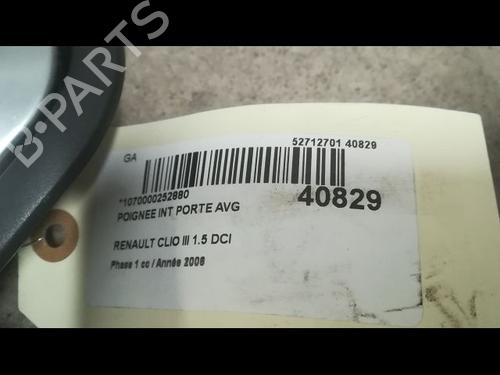 B-PARTS
GA
52712701 40829
*1070000252880
40829
POIGNEE INT PORTE AVG
RENAULT CLIO III 1.5 DCI
Phase 1 cc / Année 2006